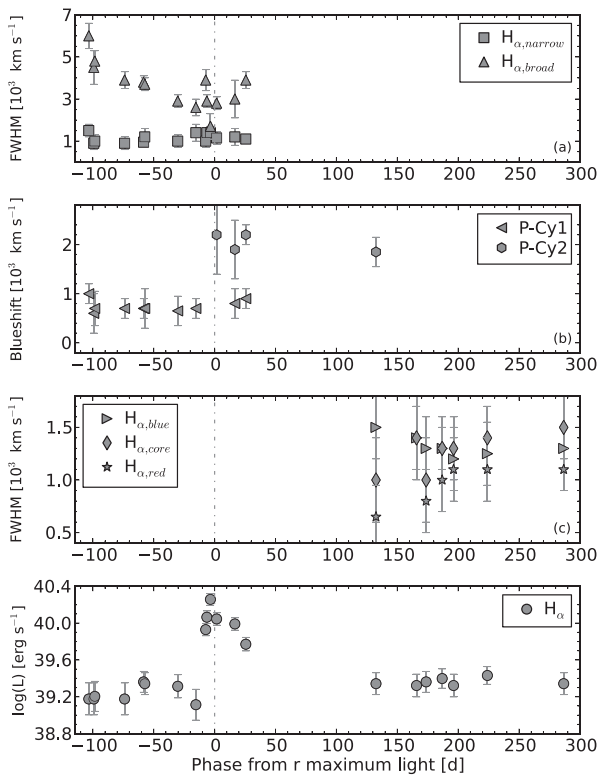 FWHM [10³ km s⁻¹]
7
5
3
1
Hα,narrow
Hα,broad
(a)
−100 −50 0 50 100 150 200 250 300
Blueshift [10³ km s⁻¹]
2
1
0
P-Cy1
P-Cy2
(b)
−100 −50 0 50 100 150 200 250 300
FWHM [10³ km s⁻¹]
1.5
1.0
0.5
Hα,blue
Hα,core
Hα,red
(c)
−100 −50 0 50 100 150 200 250 300
log(L) [erg s⁻¹]
40.4
40.0
39.6
39.2
38.8
Hα
−100 −50 0 50 100 150 200 250 300
Phase from r maximum light [d]